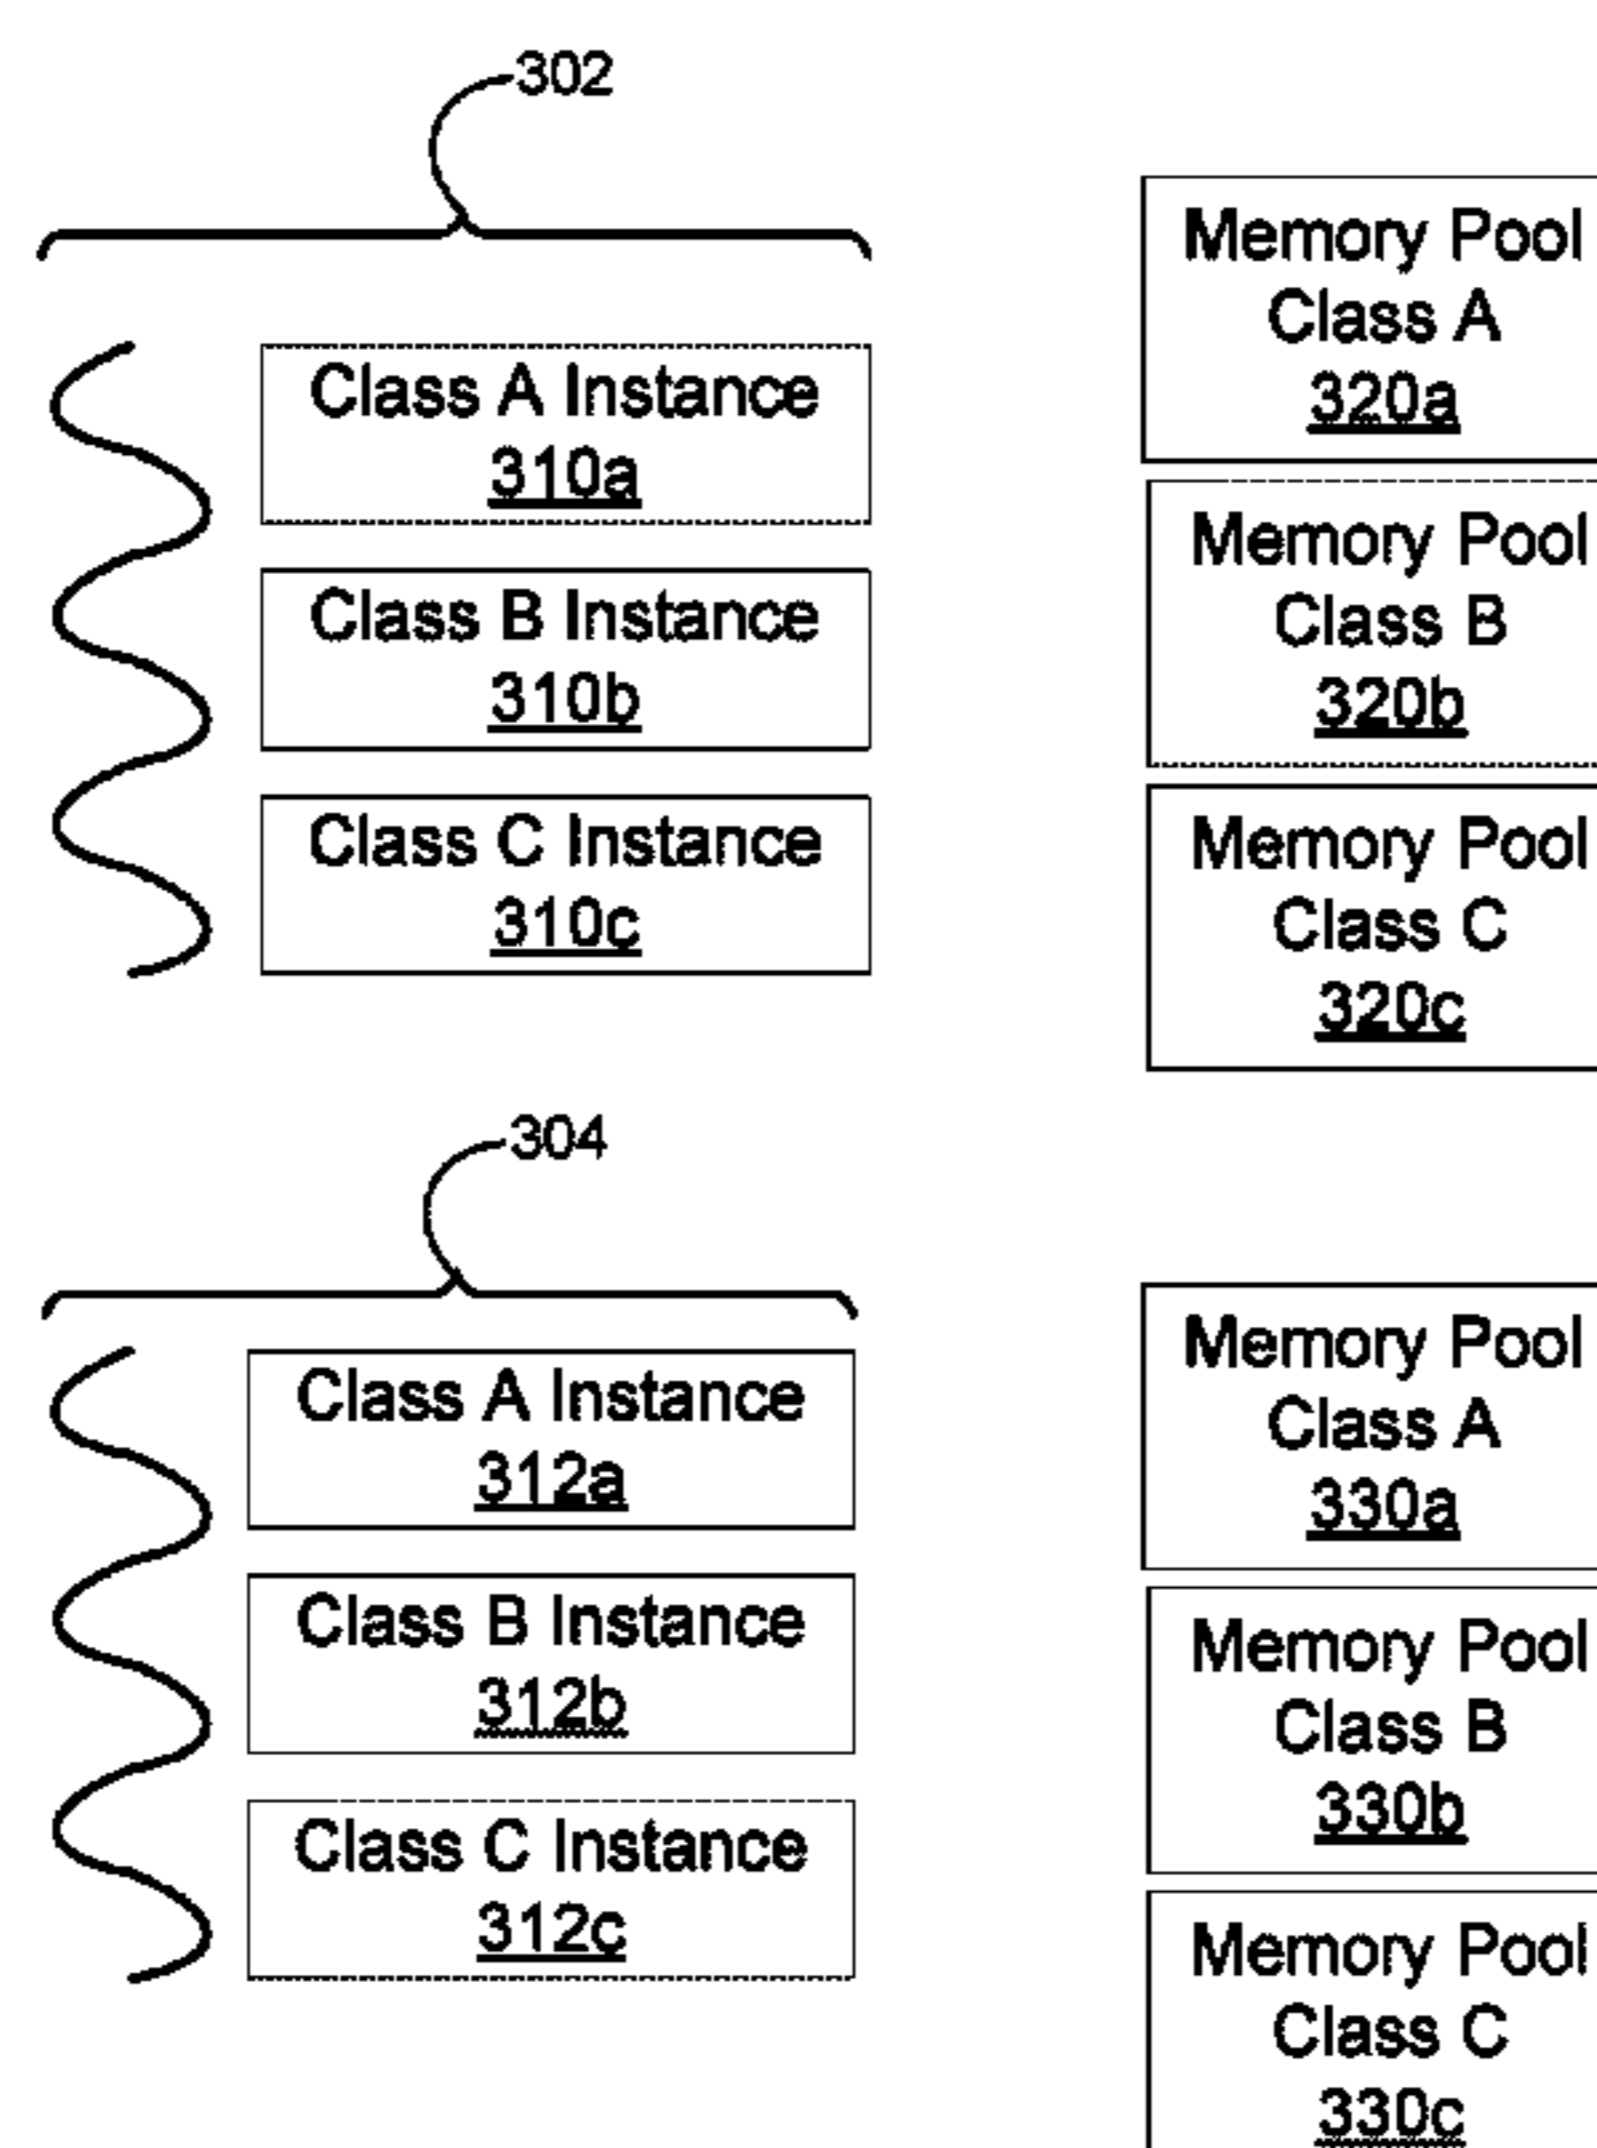 302
Class A Instance
310a
Class B Instance
310b
Class C Instance
310c
Memory Pool
Class A
320a
Memory Pool
Class B
320b
Memory Pool
Class C
320c
304
Class A Instance
312a
Class B Instance
312b
Class C Instance
312c
Memory Pool
Class A
330a
Memory Pool
Class B
330b
Memory Pool
Class C
330c